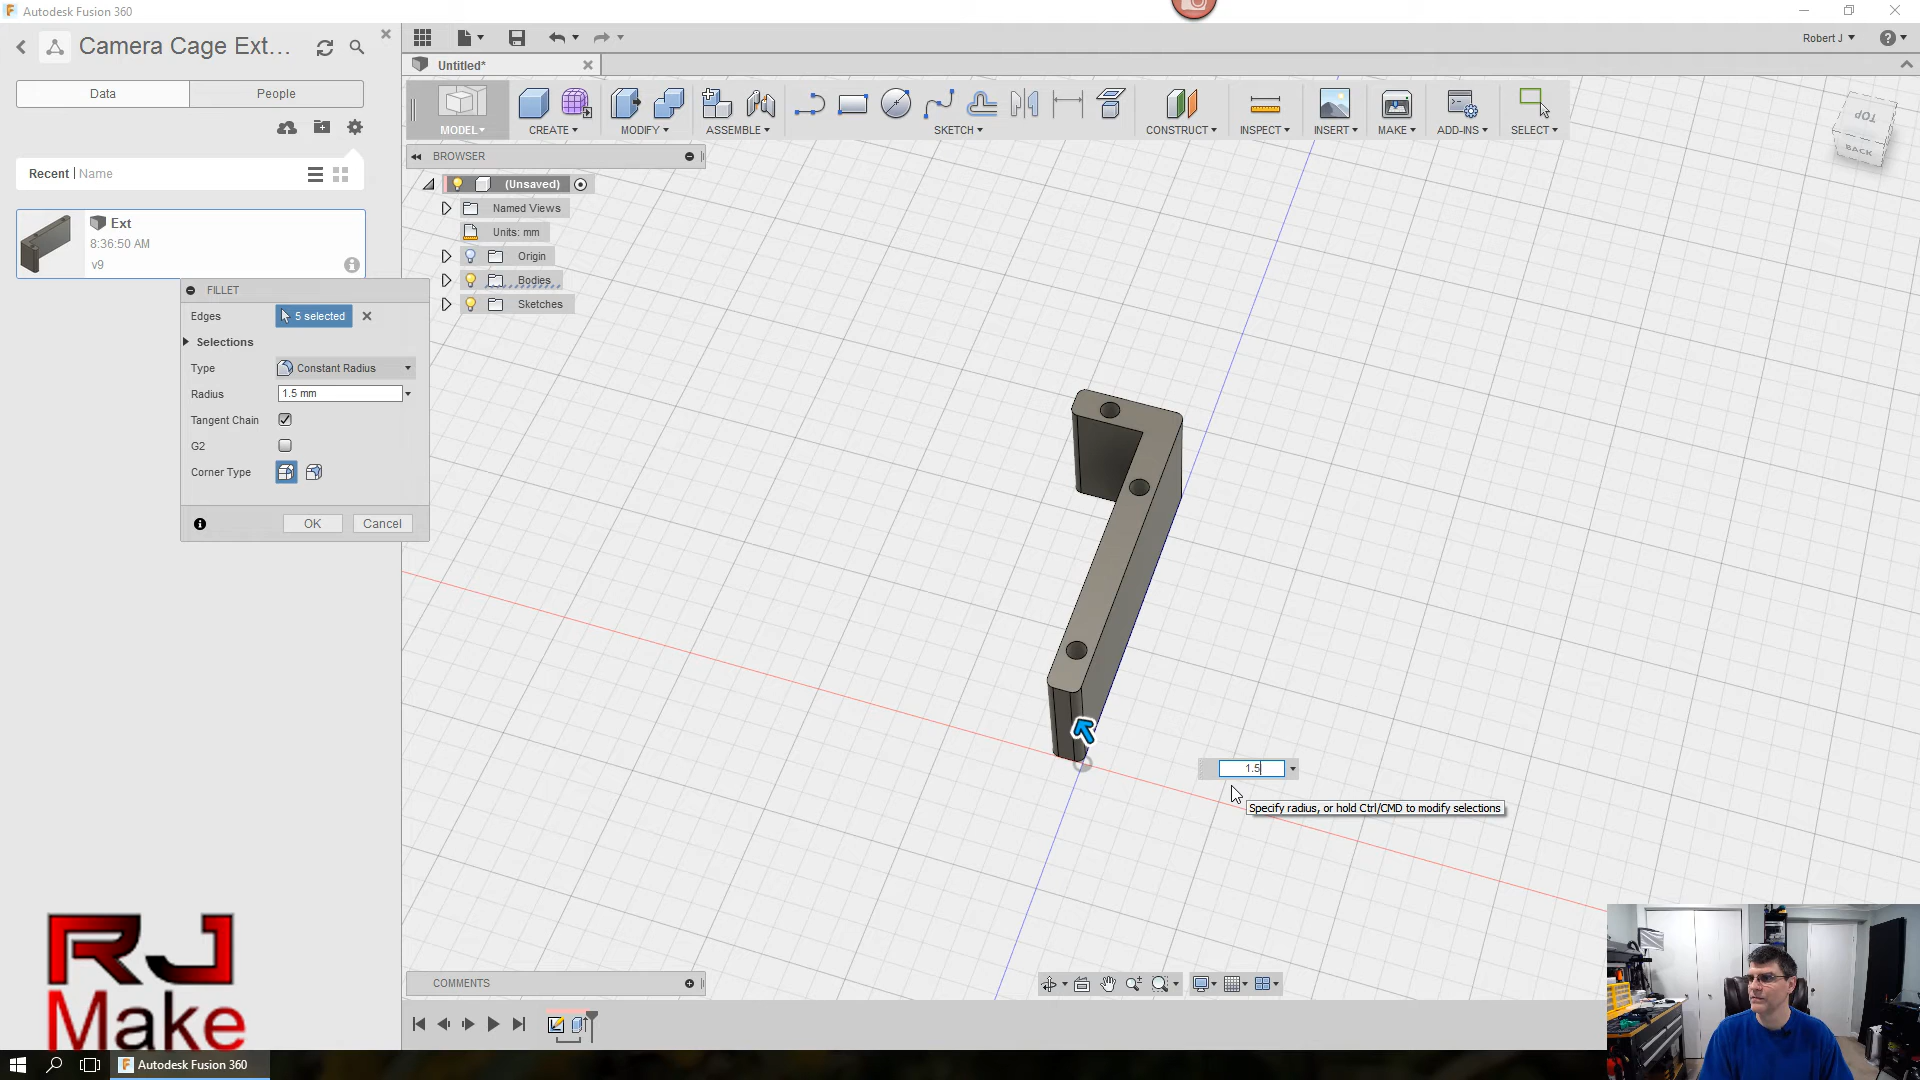 Autodesk Fusion 360
Camera Cage Ext...
Robert J
Untitled*
Data
People
MODEL
CREATE
MODIFY
ASSEMBLE
SKETCH
CONSTRUCT
INSPECT
INSERT
MAKE
ADD-INS
SELECT
TOP
BACK
BROWSER
Recent | Name
(Unsaved)
Named Views
Units: mm
Origin
Bodies
Sketches
Ext
8:36:50 AM
v9
FILLET
Edges 5 selected
Selections
Type Constant Radius
Radius 1.5 mm
Tangent Chain
G2
Corner Type
OK Cancel
1.5
Specify radius, or hold Ctrl/CMD to modify selections
COMMENTS
RJ
Make
Autodesk Fusion 360